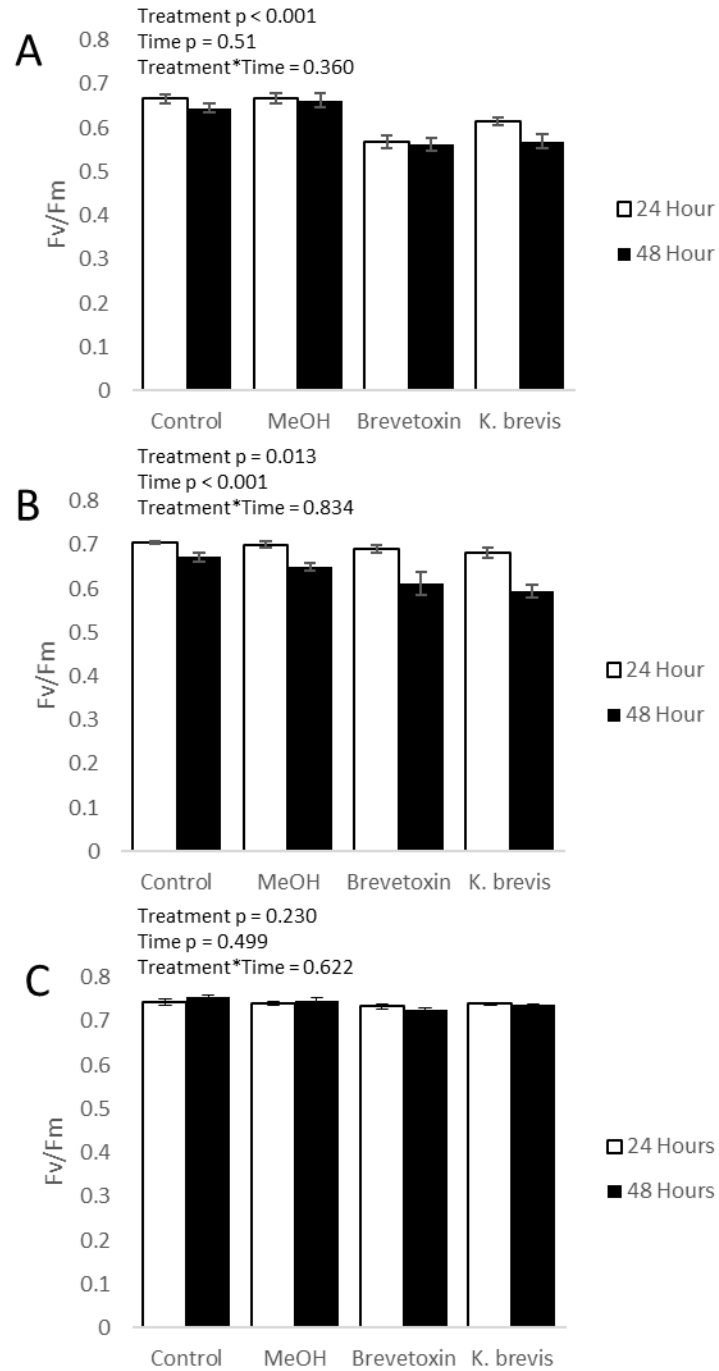 Treatment p < 0.001
Time p = 0.51
Treatment*Time = 0.360
A
0.8
0.7
0.6
0.5
0.4
0.3
0.2
0.1
0
Fv/Fm
24 Hour
48 Hour
Control MeOH Brevetoxin K. brevis
Treatment p = 0.013
Time p < 0.001
Treatment*Time = 0.834
B
0.8
0.7
0.6
0.5
0.4
0.3
0.2
0.1
0
Fv/Fm
24 Hour
48 Hour
Control MeOH Brevetoxin K. brevis
Treatment p = 0.230
Time p = 0.499
Treatment*Time = 0.622
C
0.8
0.7
0.6
0.5
0.4
0.3
0.2
0.1
0
Fv/Fm
24 Hours
48 Hours
Control MeOH Brevetoxin K. brevis